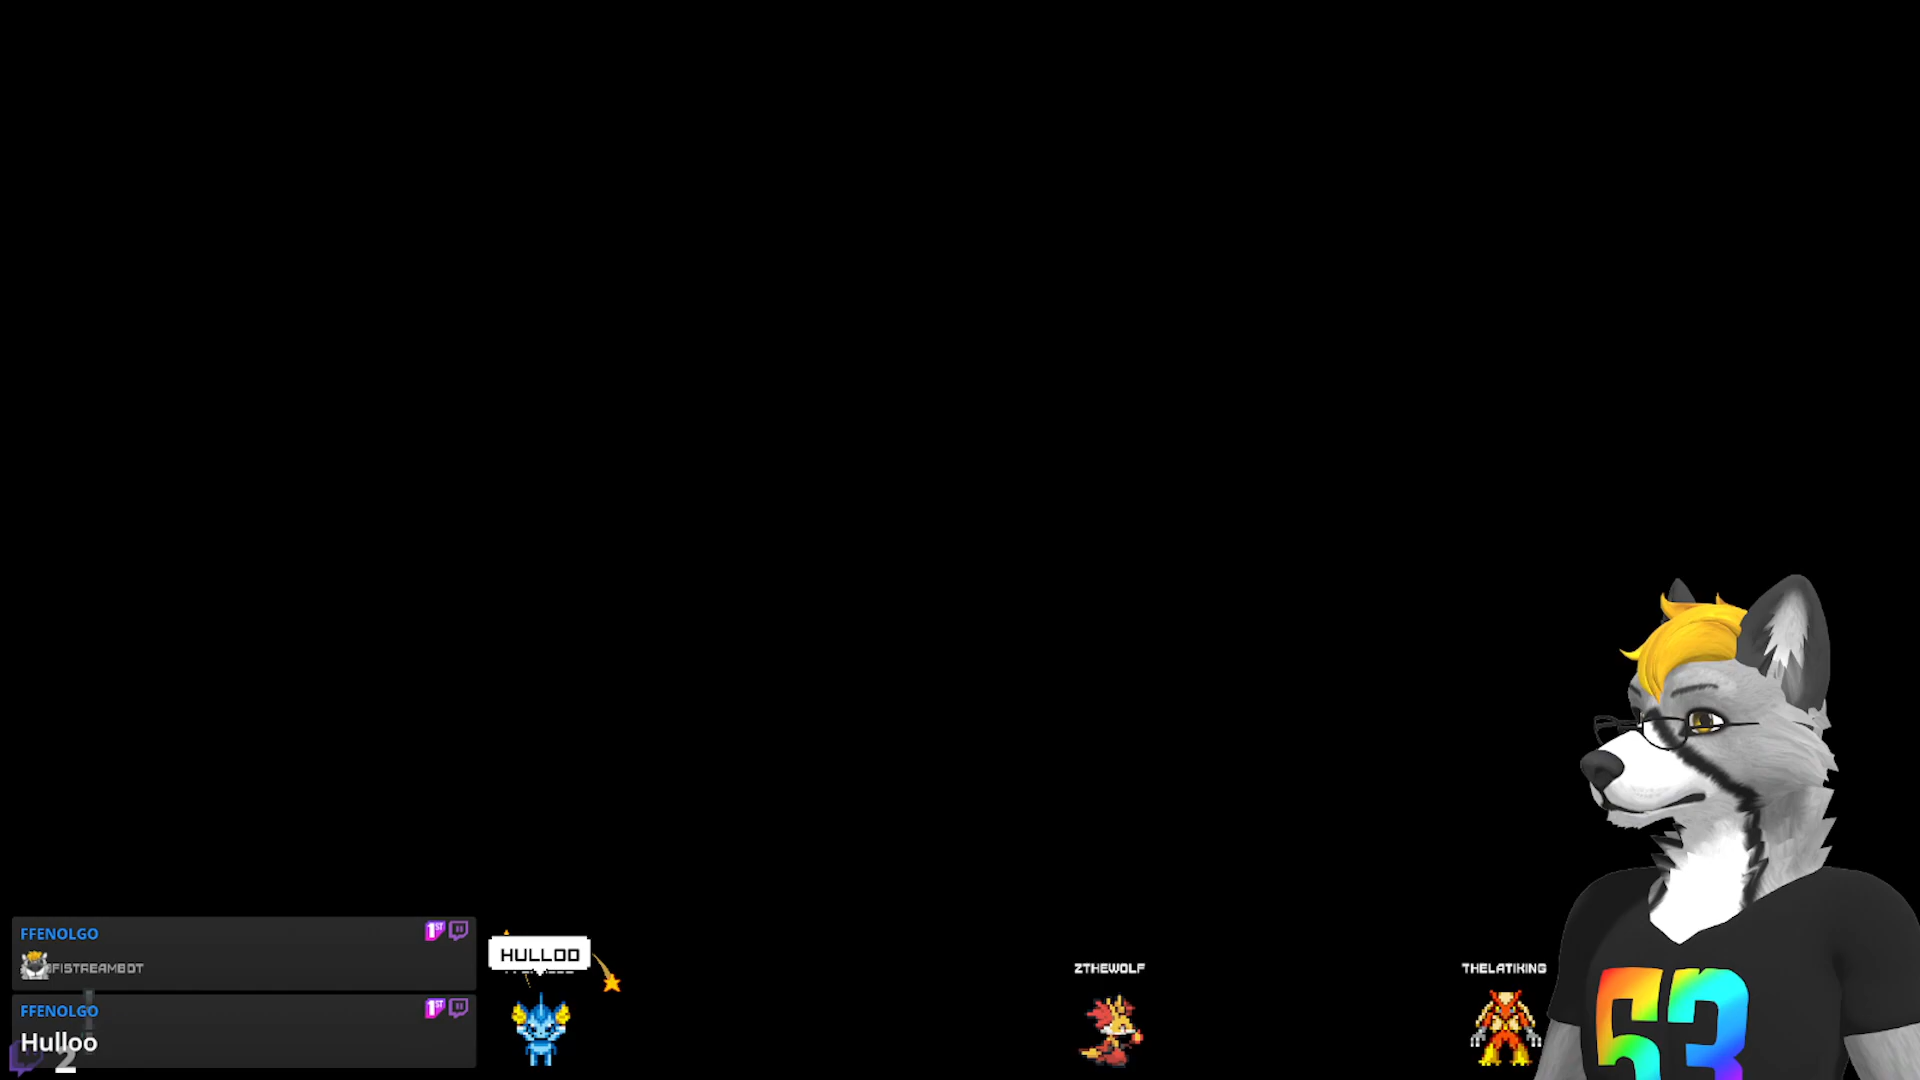 FFENOLGO
1ST
FISTREAMBOT
FFENOLGO
1ST
Hulloo
2
HULLOO
ZTHEWOLF
THELATIKING
53